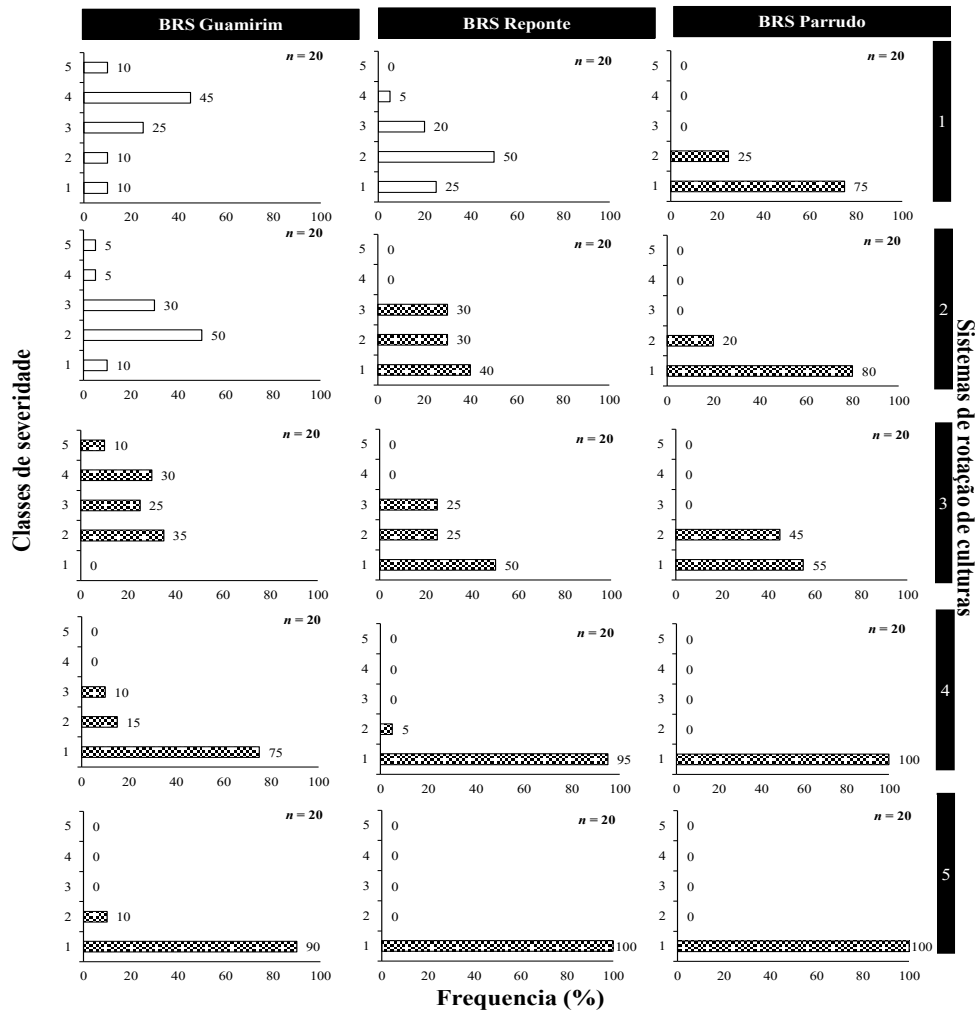 BRS Guamirim
BRS Reponte
BRS Parrudo
Classes de severidade
Sistemas de rotação de culturas
n = 20
5 10
4 45
3 25
2 10
1 10
0 20 40 60 80 100
n = 20
5 0
4 5
3 20
2 50
1 25
0 20 40 60 80 100
n = 20
5 0
4 0
3 0
2 25
1 75
0 20 40 60 80 100
1
n = 20
5 5
4 5
3 30
2 50
1 10
0 20 40 60 80 100
n = 20
5 0
4 0
3 30
2 30
1 40
0 20 40 60 80 100
n = 20
5 0
4 0
3 0
2 20
1 80
0 20 40 60 80 100
2
n = 20
5 10
4 30
3 25
2 35
1 0
0 20 40 60 80 100
n = 20
5 0
4 0
3 25
2 25
1 50
0 20 40 60 80 100
n = 20
5 0
4 0
3 0
2 45
1 55
0 20 40 60 80 100
3
n = 20
5 0
4 0
3 10
2 15
1 75
0 20 40 60 80 100
n = 20
5 0
4 0
3 0
2 5
1 95
0 20 40 60 80 100
n = 20
5 0
4 0
3 0
2 0
1 100
0 20 40 60 80 100
4
n = 20
5 0
4 0
3 0
2 10
1 90
0 20 40 60 80 100
n = 20
5 0
4 0
3 0
2 0
1 100
0 20 40 60 80 100
n = 20
5 0
4 0
3 0
2 0
1 100
0 20 40 60 80 100
5
Frequencia (%)